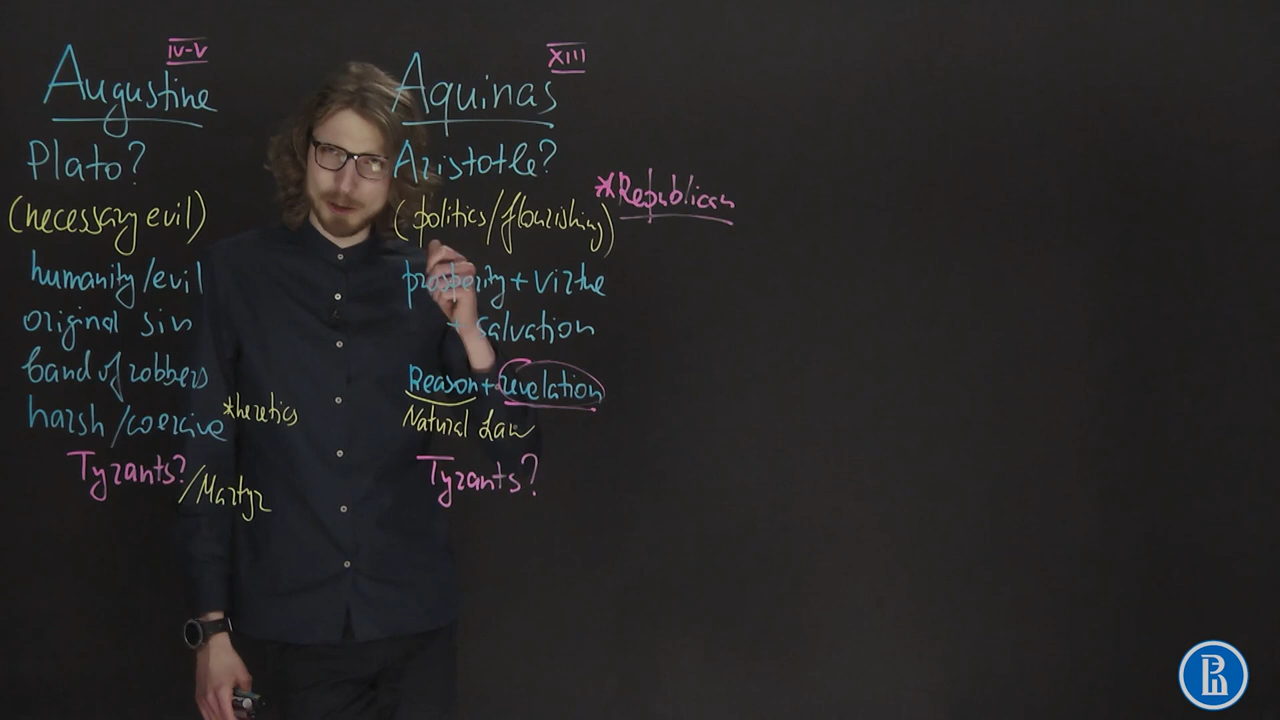 IV-V
Augustine
Plato?
(necessary evil)
humanity/evil
original sin
band of robbers
harsh/coercive
*heretics
Tyrants?
/Martyr
XIII
Aquinas
Aristotle?
(politics/flourishing)
*Republican
prosperity + virtue
+ salvation
Reason + revelation
Natural Law
Tyrants?